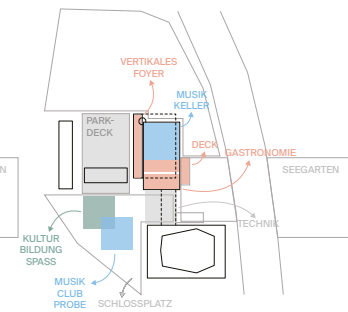 VERTIKALES
FOYER
MUSIK
KELLER
PARK-
DECK
DECK
GASTRONOMIE
N
SEEGARTEN
TECHNIK
KULTUR
BILDUNG
SPASS
MUSIK
CLUB
PROBE
SCHLOSSPLATZ